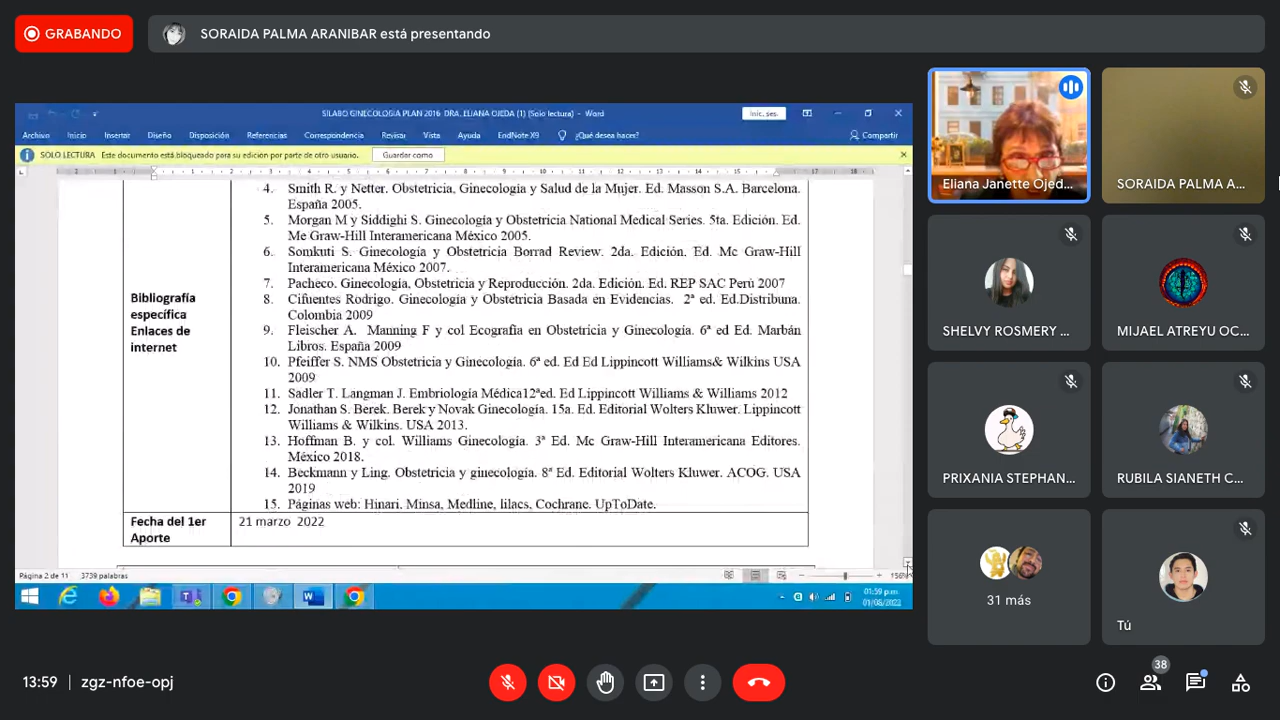 GRABANDO
SORAIDA PALMA ARANIBAR está presentando
SILABO GINECOLOGIA PLAN 2016 DRA. ELIANA OJEDA (1) (Solo lectura) - Word
Inic. ses.
Archivo Inicio Insertar Diseño Disposición Referencias Correspondencia Revisar Vista Ayuda EndNote X9 ¿Qué desea hacer? Compartir
SOLO LECTURA Este documento está bloqueado para su edición por parte de otro usuario. Guardar como
Bibliografía
específica
Enlaces de
internet
4. Smith R. y Netter. Obstetricia, Ginecología y Salud de la Mujer. Ed. Masson S.A. Barcelona.
España 2005.
5. Morgan M y Siddighi S. Ginecología y Obstetricia National Medical Series. 5ta. Edición. Ed.
Me Graw-Hill Interamericana México 2005.
6. Somkuti S. Ginecología y Obstetricia Borrad Review. 2da. Edición. Ed. Mc Graw-Hill
Interamericana México 2007.
7. Pacheco. Ginecología, Obstetricia y Reproducción. 2da. Edición. Ed. REP SAC Perú 2007
8. Cifuentes Rodrigo. Ginecología y Obstetricia Basada en Evidencias. 2ª ed. Ed.Distribuna.
Colombia 2009
9. Fleischer A. Manning F y col Ecografía en Obstetricia y Ginecología. 6ª ed Ed. Marbán
Libros. España 2009
10. Pfeiffer S. NMS Obstetricia y Ginecología. 6ª ed. Ed Ed Lippincott Williams& Wilkins USA
2009
11. Sadler T. Langman J. Embriología Médica12ªed. Ed Lippincott Williams & Williams 2012
12. Jonathan S. Berek. Berek y Novak Ginecología. 15a. Ed. Editorial Wolters Kluwer. Lippincott
Williams & Wilkins. USA 2013.
13. Hoffman B. y col. Williams Ginecología. 3ª Ed. Mc Graw-Hill Interamericana Editores.
México 2018.
14. Beckmann y Ling. Obstetricia y ginecología. 8ª Ed. Editorial Wolters Kluwer. ACOG. USA
2019
15. Páginas web: Hinari, Minsa, Medline, lilacs, Cochrane. UpToDate.
Fecha del 1er
Aporte
21 marzo 2022
Página 2 de 11 3739 palabras
156%
01:59 p.m.
Eliana Janette Ojed...
SORAIDA PALMA A...
SHELVY ROSMERY ...
MIJAEL ATREYU OC...
PRIXANIA STEPHAN...
RUBILA SIANETH C...
31 más
Tú
13:59 | zgz-nfoe-opj
38